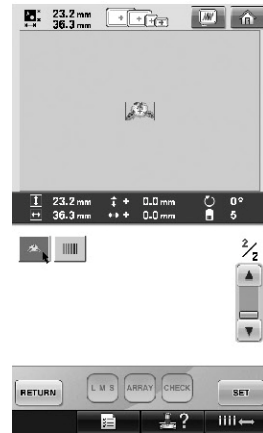 23.2 mm
36.3 mm
23.2 mm + 0.0 mm 0°
36.3 mm + 0.0 mm 5
2/2
RETURN L M S ARRAY CHECK SET
?